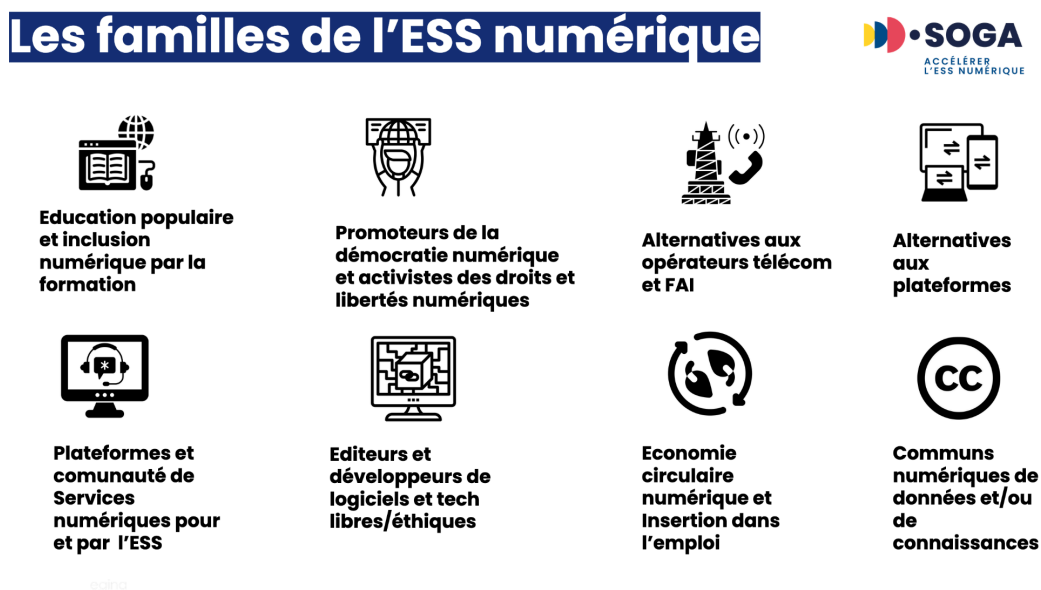 Les familles de l'ESS numérique
SOGA
ACCÉLÉRER
L'ESS NUMÉRIQUE
Education populaire
et inclusion
numérique par la
formation
Promoteurs de la
démocratie numérique
et activistes des droits et
libertés numériques
Alternatives aux
opérateurs télécom
et FAI
Alternatives
aux
plateformes
Plateformes et
comunauté de
Services
numériques pour
et par l'ESS
Editeurs et
développeurs de
logiciels et tech
libres/éthiques
Economie
circulaire
numérique et
Insertion dans
l'emploi
CC
Communs
numériques de
données et/ou
de
connaissances